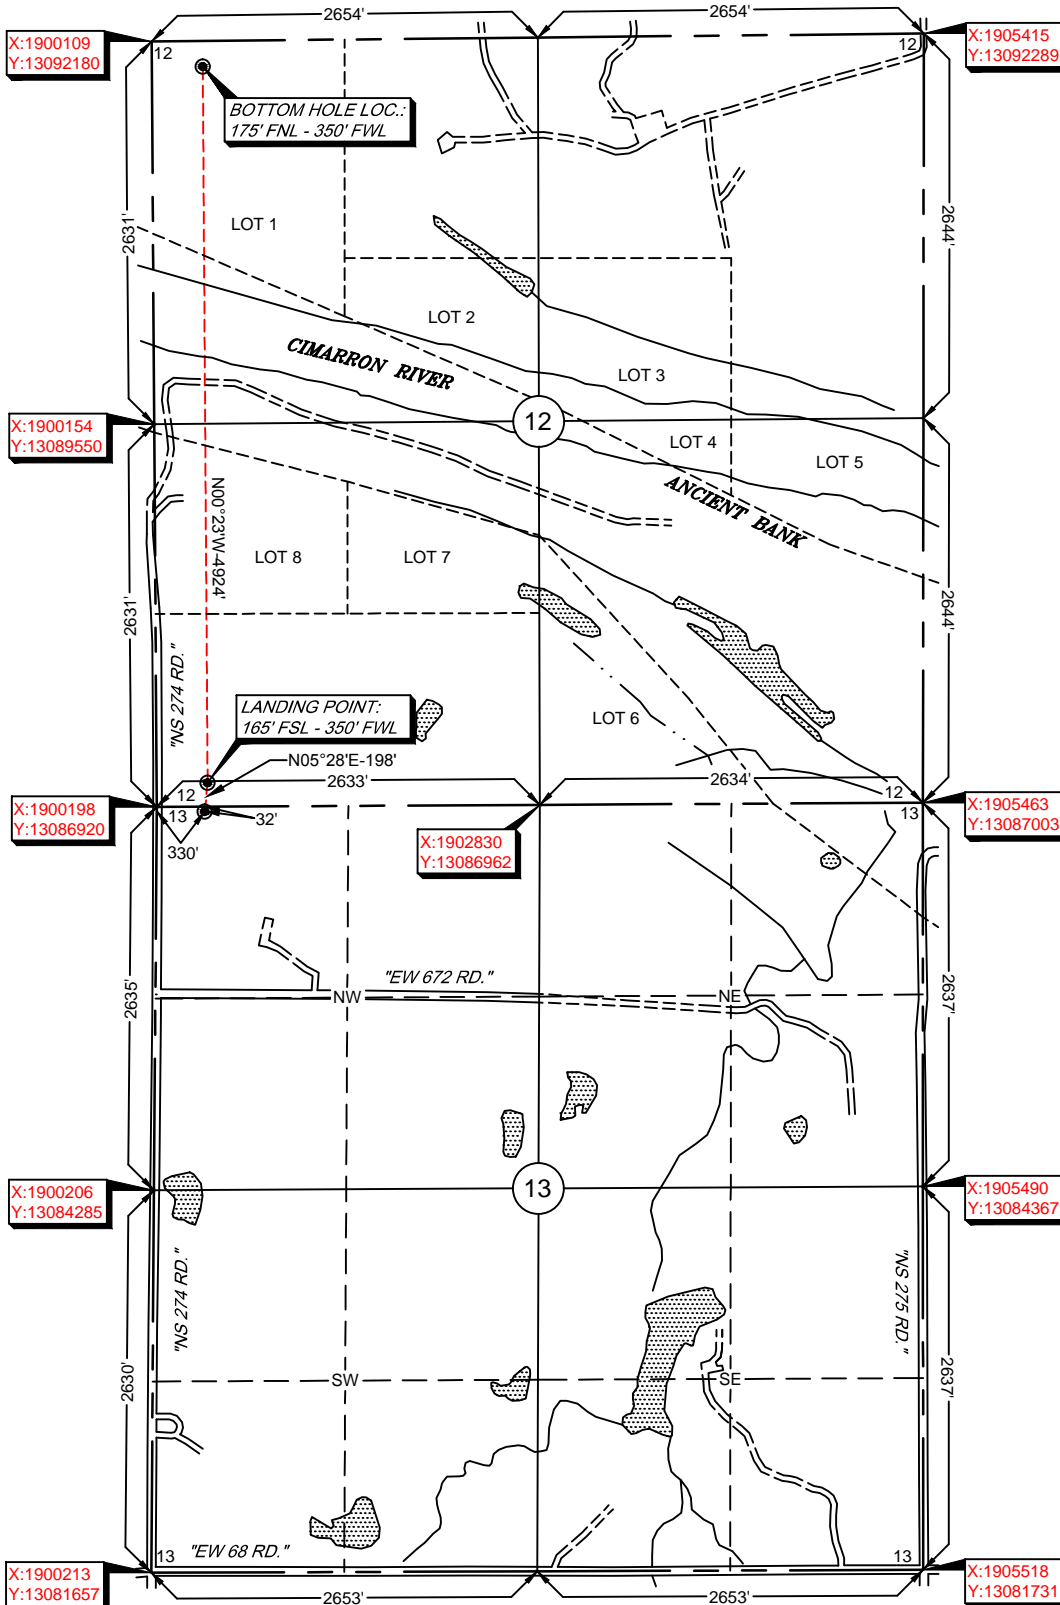 2654'
2654'
X:1900109
Y:13092180
X:1905415
Y:13092289
12
12
BOTTOM HOLE LOC.:
175' FNL - 350' FWL
LOT 1
2631'
2644'
LOT 2
CIMARRON RIVER
LOT 3
X:1900154
Y:13089550
12
LOT 4
LOT 5
ANCIENT BANK
N00°23'W-4924'
LOT 8
LOT 7
2631'
2644'
"NS 274 RD."
LANDING POINT:
165' FSL - 350' FWL
LOT 6
N05°28'E-198'
2633'
2634'
12
12
X:1900198
Y:13086920
13
32'
330'
X:1902830
Y:13086962
13
X:1905463
Y:13087003
"EW 672 RD."
2635'
NW
NE
2637'
X:1900206
Y:13084285
13
X:1905490
Y:13084367
"NS 274 RD."
"NS 275 RD."
2630'
SW
SE
2637'
13
"EW 68 RD."
13
X:1900213
Y:13081657
X:1905518
Y:13081731
2653'
2653'